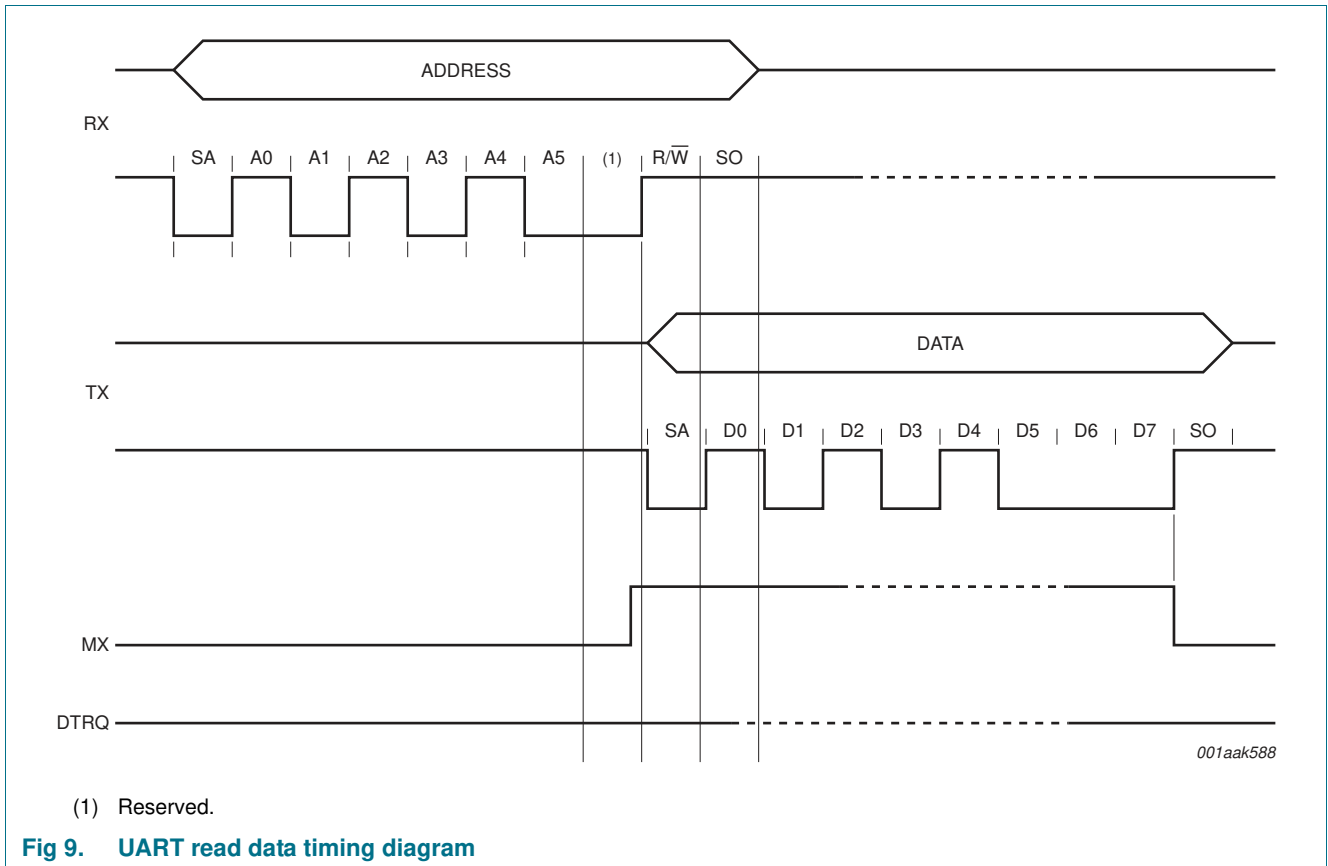 ADDRESS
RX
SA A0 A1 A2 A3 A4 A5 (1) R/W̅ SO
DATA
TX
SA D0 D1 D2 D3 D4 D5 D6 D7 SO
MX
DTRQ
001aak588
(1) Reserved.
Fig 9. UART read data timing diagram